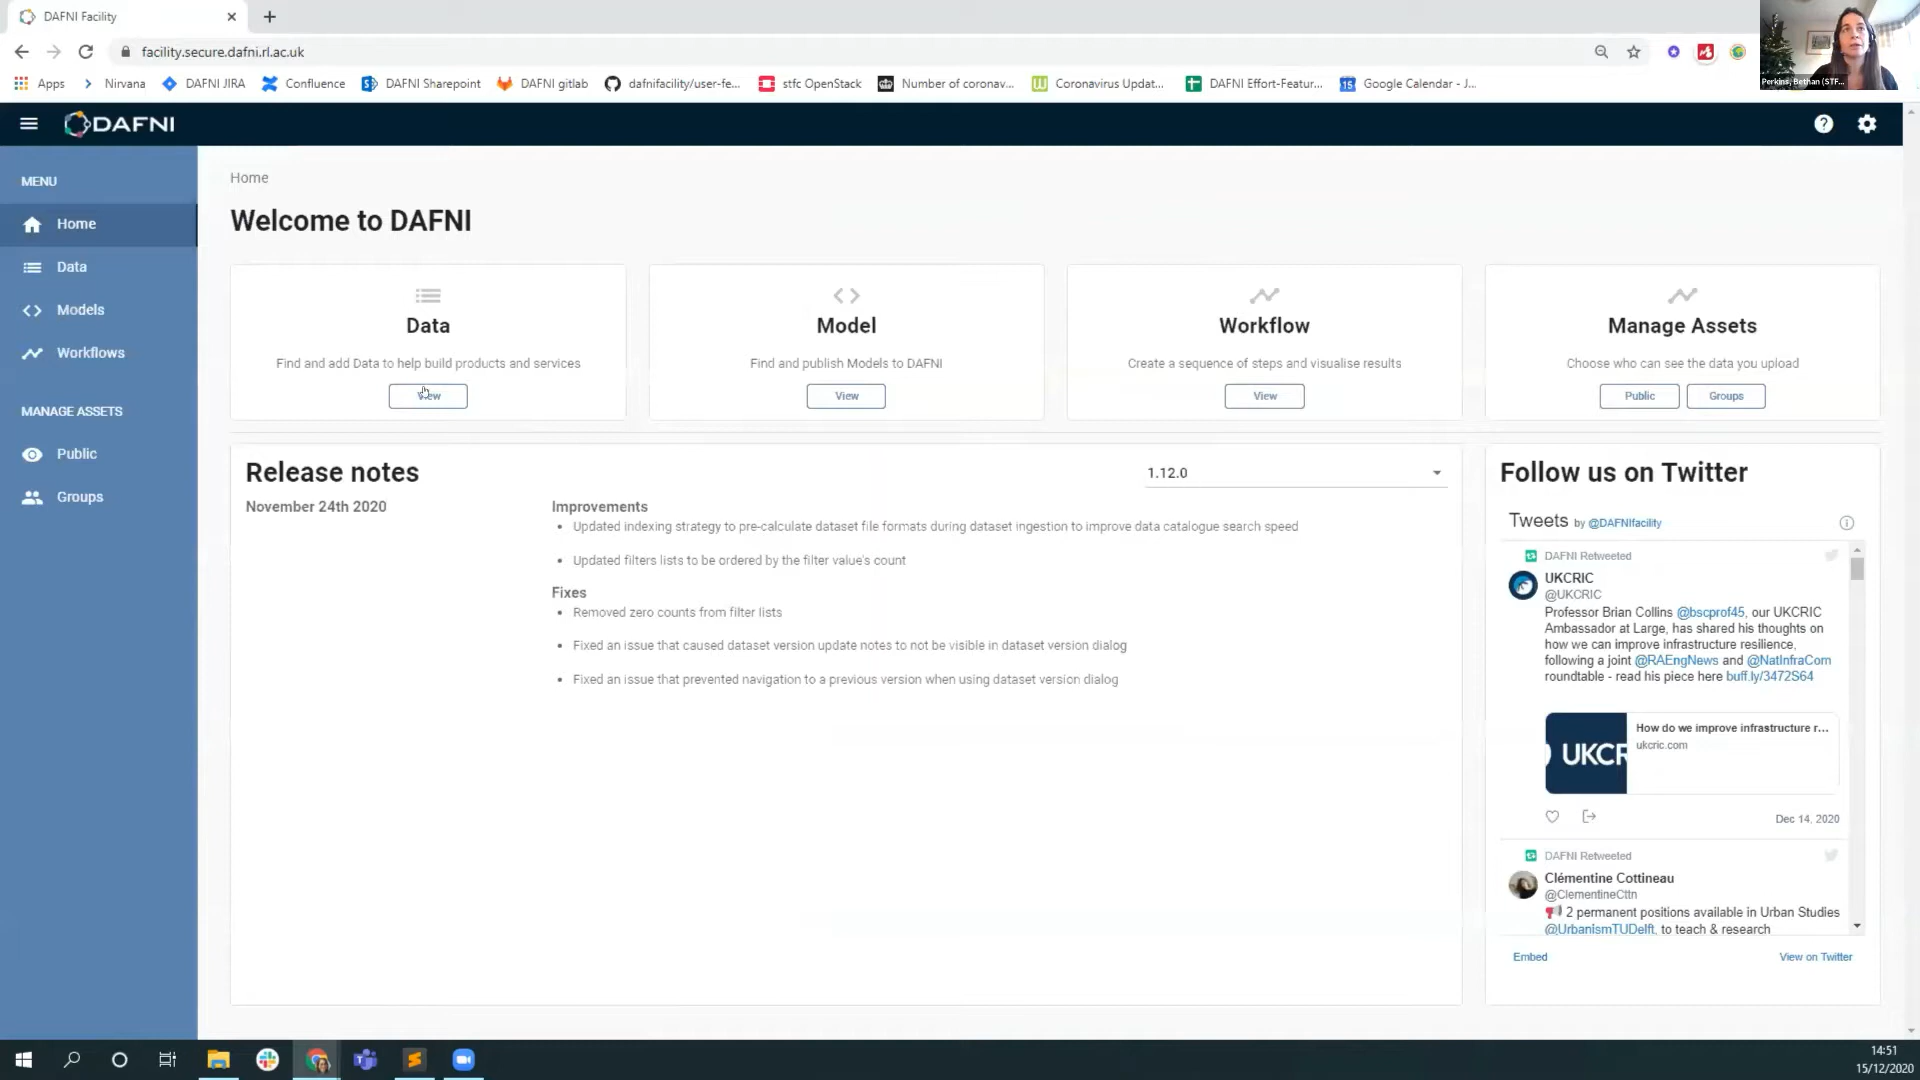 DAFNI Facility
facility.secure.dafni.rl.ac.uk
Apps
Nirvana
DAFNI JIRA
Confluence
DAFNI Sharepoint
DAFNI gitlab
dafnifacility/user-fe...
stfc OpenStack
Number of coronav...
Coronavirus Updat...
DAFNI Effort-Featur...
15
Google Calendar - J...
Perkins, Bethan (STF...
DAFNI
MENU
Home
Data
Models
Workflows
MANAGE ASSETS
Public
Groups
Home
Welcome to DAFNI
Data
Find and add Data to help build products and services
View
Model
Find and publish Models to DAFNI
View
Workflow
Create a sequence of steps and visualise results
View
Manage Assets
Choose who can see the data you upload
Public
Groups
Release notes
1.12.0
November 24th 2020
Improvements
• Updated indexing strategy to pre-calculate dataset file formats during dataset ingestion to improve data catalogue search speed
• Updated filters lists to be ordered by the filter value's count
Fixes
• Removed zero counts from filter lists
• Fixed an issue that caused dataset version update notes to not be visible in dataset version dialog
• Fixed an issue that prevented navigation to a previous version when using dataset version dialog
Follow us on Twitter
Tweets by @DAFNIfacility
DAFNI Retweeted
UKCRIC
@UKCRIC
Professor Brian Collins @bscprof45, our UKCRIC
Ambassador at Large, has shared his thoughts on
how we can improve infrastructure resilience,
following a joint @RAEngNews and @NatInfraCom
roundtable - read his piece here buff.ly/3472S64
UKCR
How do we improve infrastructure r...
ukcric.com
Dec 14, 2020
DAFNI Retweeted
Clémentine Cottineau
@ClementineCttn
2 permanent positions available in Urban Studies
@UrbanismTUDelft, to teach & research
Embed
View on Twitter
14:51
15/12/2020